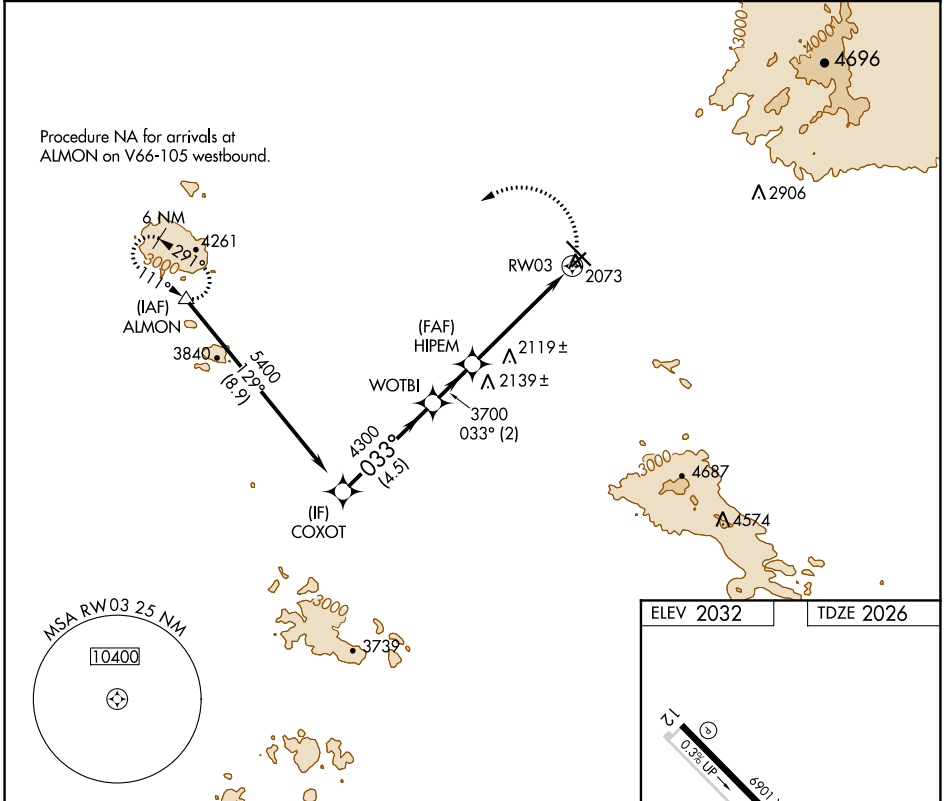 3000
4000
4696
Procedure NA for arrivals at
ALMON on V66-105 westbound.
2906
6 NM
4261
291°
3000
111°
RW03
2073
(IAF)
ALMON
(FAF)
HIPEM
2119±
3840
5400
129°
(8.9)
WOTBI
2139±
3700
033° (2)
4300
033°
(4.5)
3000
4687
(IF)
COXOT
4574
3000
3739
MSA RW03 25 NM
10400
ELEV 2032
TDZE 2026
12
P
0.3% UP
6901